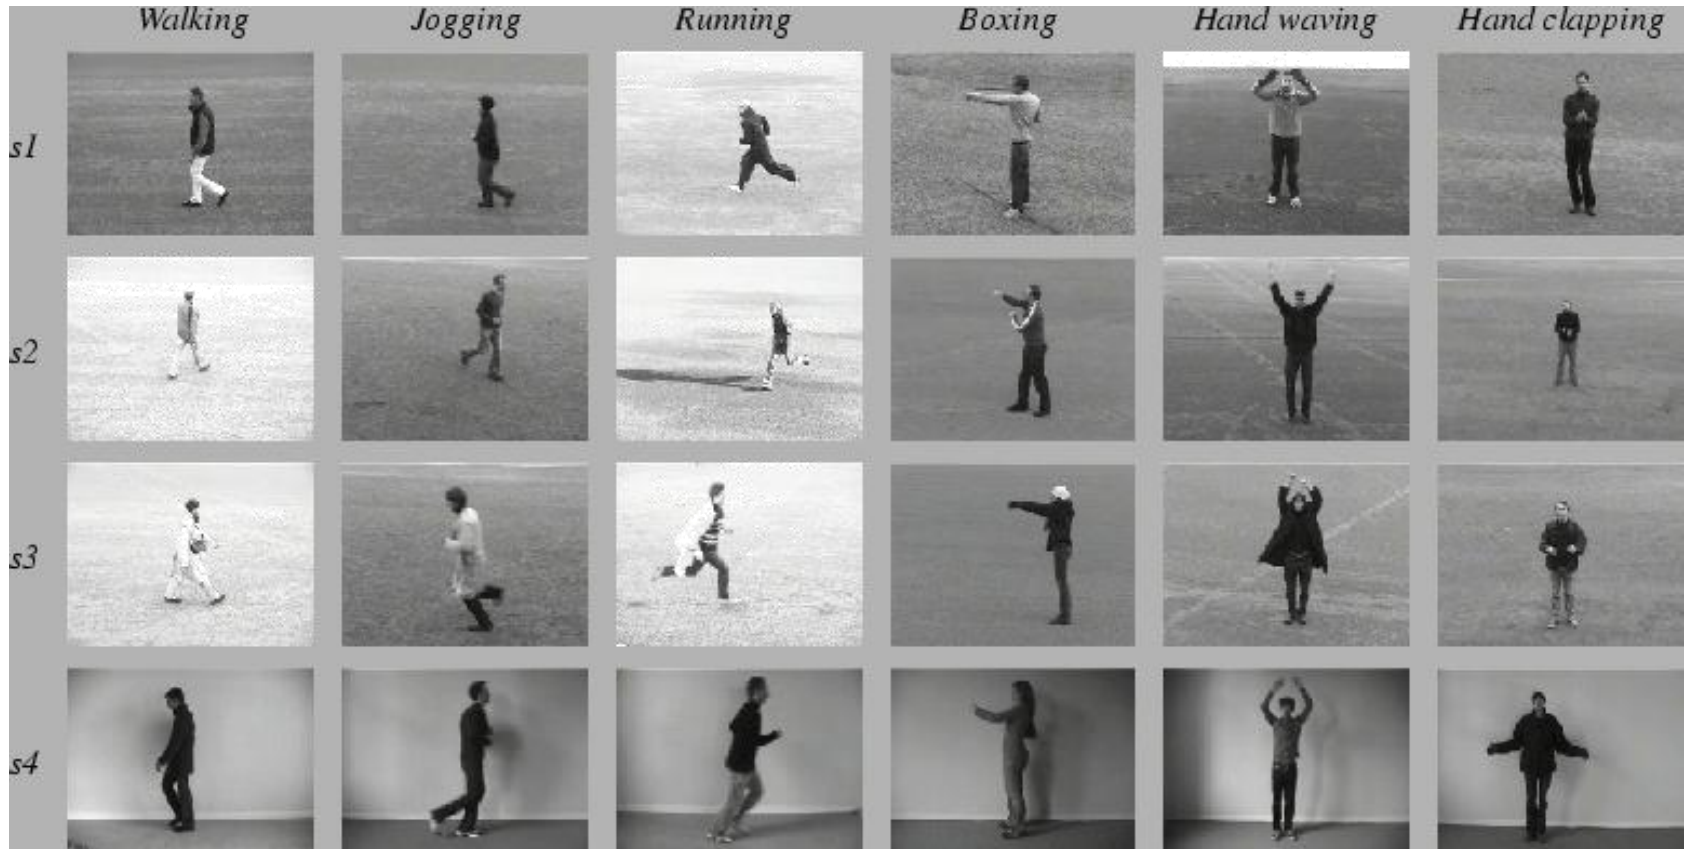 Walking Jogging Running Boxing Hand waving Hand clapping
s1
s2
s3
s4